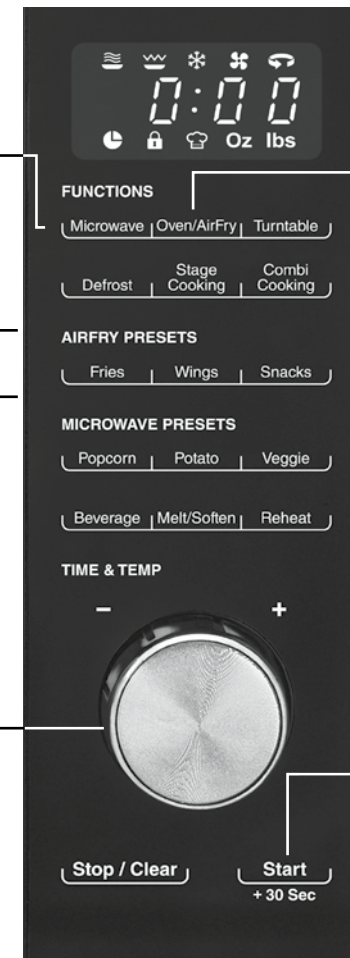 0:00
Oz lbs
FUNCTIONS
Microwave Oven/AirFry Turntable
Defrost Stage Cooking Combi Cooking
AIRFRY PRESETS
Fries Wings Snacks
MICROWAVE PRESETS
Popcorn Potato Veggie
Beverage Melt/Soften Reheat
TIME & TEMP
- +
Stop / Clear Start
+ 30 Sec